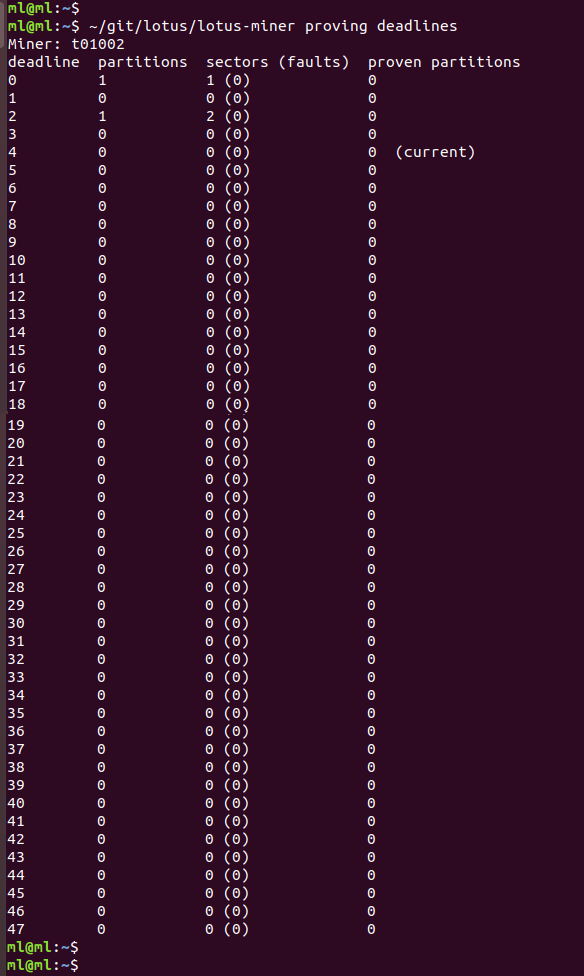 ml@ml:~$
ml@ml:~$ ~/git/lotus/lotus-miner proving deadlines
Miner: t01002
deadline  partitions  sectors (faults)  proven partitions
0         1           1 (0)             0
1         0           0 (0)             0
2         1           2 (0)             0
3         0           0 (0)             0
4         0           0 (0)             0  (current)
5         0           0 (0)             0
6         0           0 (0)             0
7         0           0 (0)             0
8         0           0 (0)             0
9         0           0 (0)             0
10        0           0 (0)             0
11        0           0 (0)             0
12        0           0 (0)             0
13        0           0 (0)             0
14        0           0 (0)             0
15        0           0 (0)             0
16        0           0 (0)             0
17        0           0 (0)             0
18        0           0 (0)             0
19        0           0 (0)             0
20        0           0 (0)             0
21        0           0 (0)             0
22        0           0 (0)             0
23        0           0 (0)             0
24        0           0 (0)             0
25        0           0 (0)             0
26        0           0 (0)             0
27        0           0 (0)             0
28        0           0 (0)             0
29        0           0 (0)             0
30        0           0 (0)             0
31        0           0 (0)             0
32        0           0 (0)             0
33        0           0 (0)             0
34        0           0 (0)             0
35        0           0 (0)             0
36        0           0 (0)             0
37        0           0 (0)             0
38        0           0 (0)             0
39        0           0 (0)             0
40        0           0 (0)             0
41        0           0 (0)             0
42        0           0 (0)             0
43        0           0 (0)             0
44        0           0 (0)             0
45        0           0 (0)             0
46        0           0 (0)             0
47        0           0 (0)             0
ml@ml:~$
ml@ml:~$